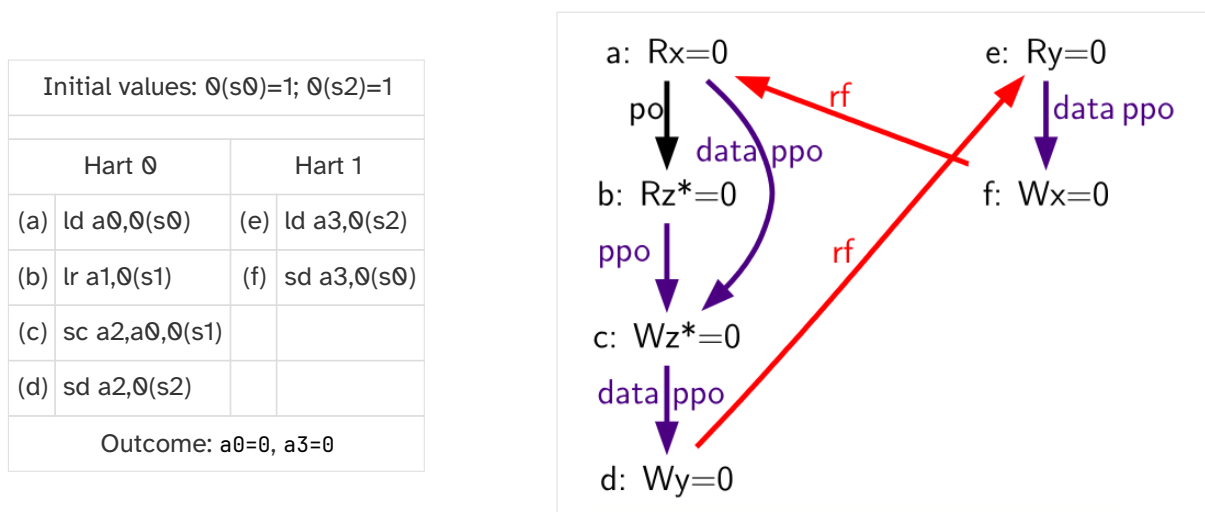 Initial values: 0(s0)=1; 0(s2)=1
Hart 0 Hart 1
(a) ld a0,0(s0) (e) ld a3,0(s2)
(b) lr a1,0(s1) (f) sd a3,0(s0)
(c) sc a2,a0,0(s1)
(d) sd a2,0(s2)
Outcome: a0=0, a3=0
a: Rx=0
e: Ry=0
rf
po
data ppo
data ppo
b: Rz*=0
f: Wx=0
ppo
rf
c: Wz*=0
data ppo
d: Wy=0